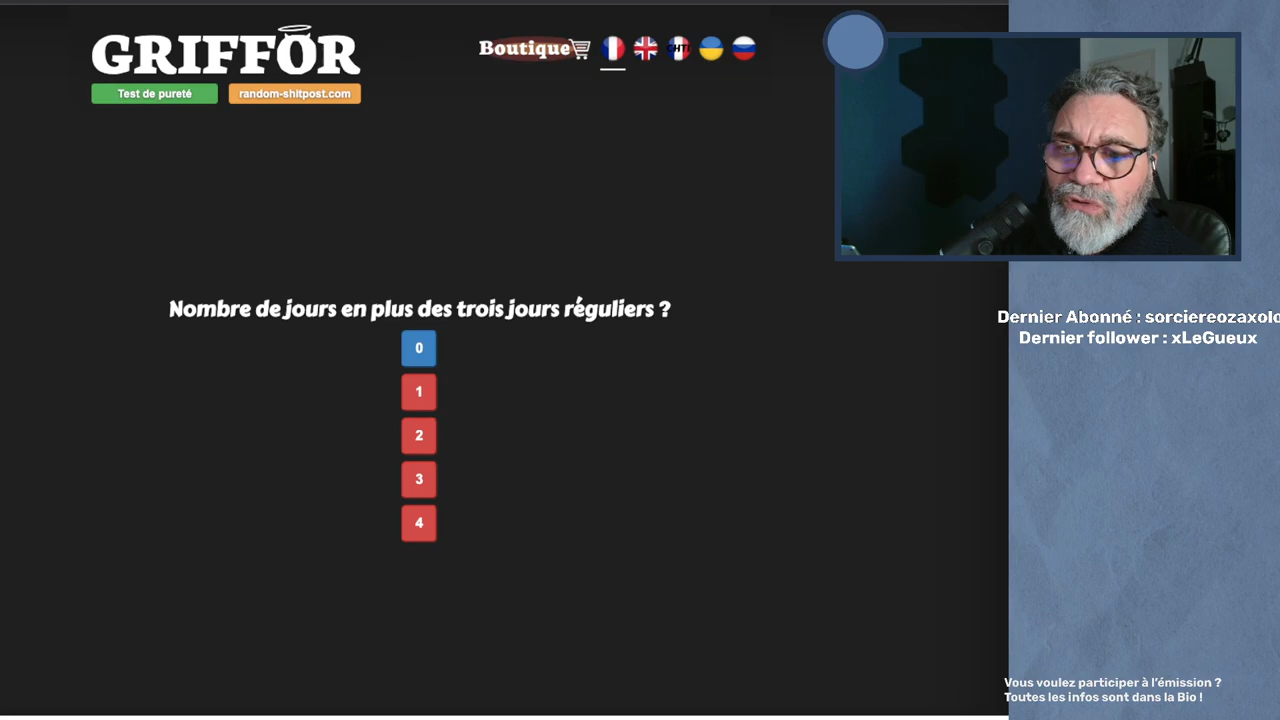 GRIFFOR
Test de pureté
random-shitpost.com
Boutique
CHTI
Nombre de jours en plus des trois jours réguliers ?
0
1
2
3
4
Dernier Abonné : sorciereozaxolo
Dernier follower : xLeGueux
Vous voulez participer à l'émission ?
Toutes les infos sont dans la Bio !